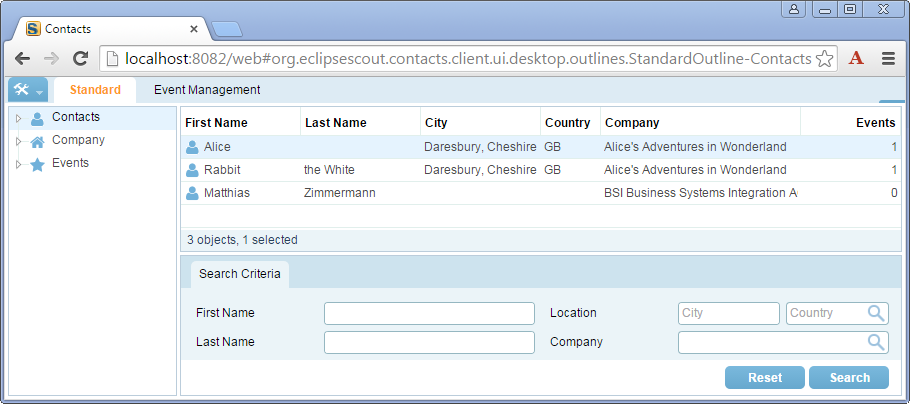 Contacts
localhost:8082/web#org.eclipsescout.contacts.client.ui.desktop.outlines.StandardOutline-Contacts
Standard Event Management
Contacts
Company
Events
First Name Last Name City Country Company Events
Alice Daresbury, Cheshire GB Alice's Adventures in Wonderland 1
Rabbit the White Daresbury, Cheshire GB Alice's Adventures in Wonderland 1
Matthias Zimmermann BSI Business Systems Integration A 0
3 objects, 1 selected
Search Criteria
First Name Location City Country
Last Name Company
Reset Search